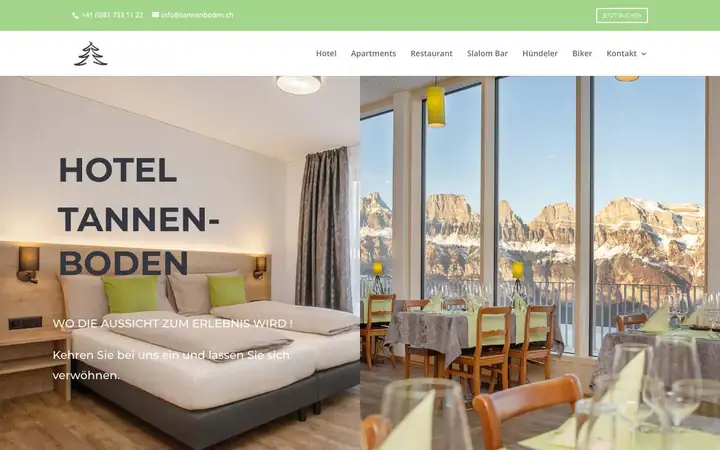 +41 (0)81 733 11 22 info@tannenboden.ch JETZT BUCHEN
Hotel Apartments Restaurant Slalom Bar Hündeler Biker Kontakt
HOTEL
TANNEN-
BODEN
WO DIE AUSSICHT ZUM ERLEBNIS WIRD !
Kehren Sie bei uns ein und lassen Sie sich
verwöhnen.